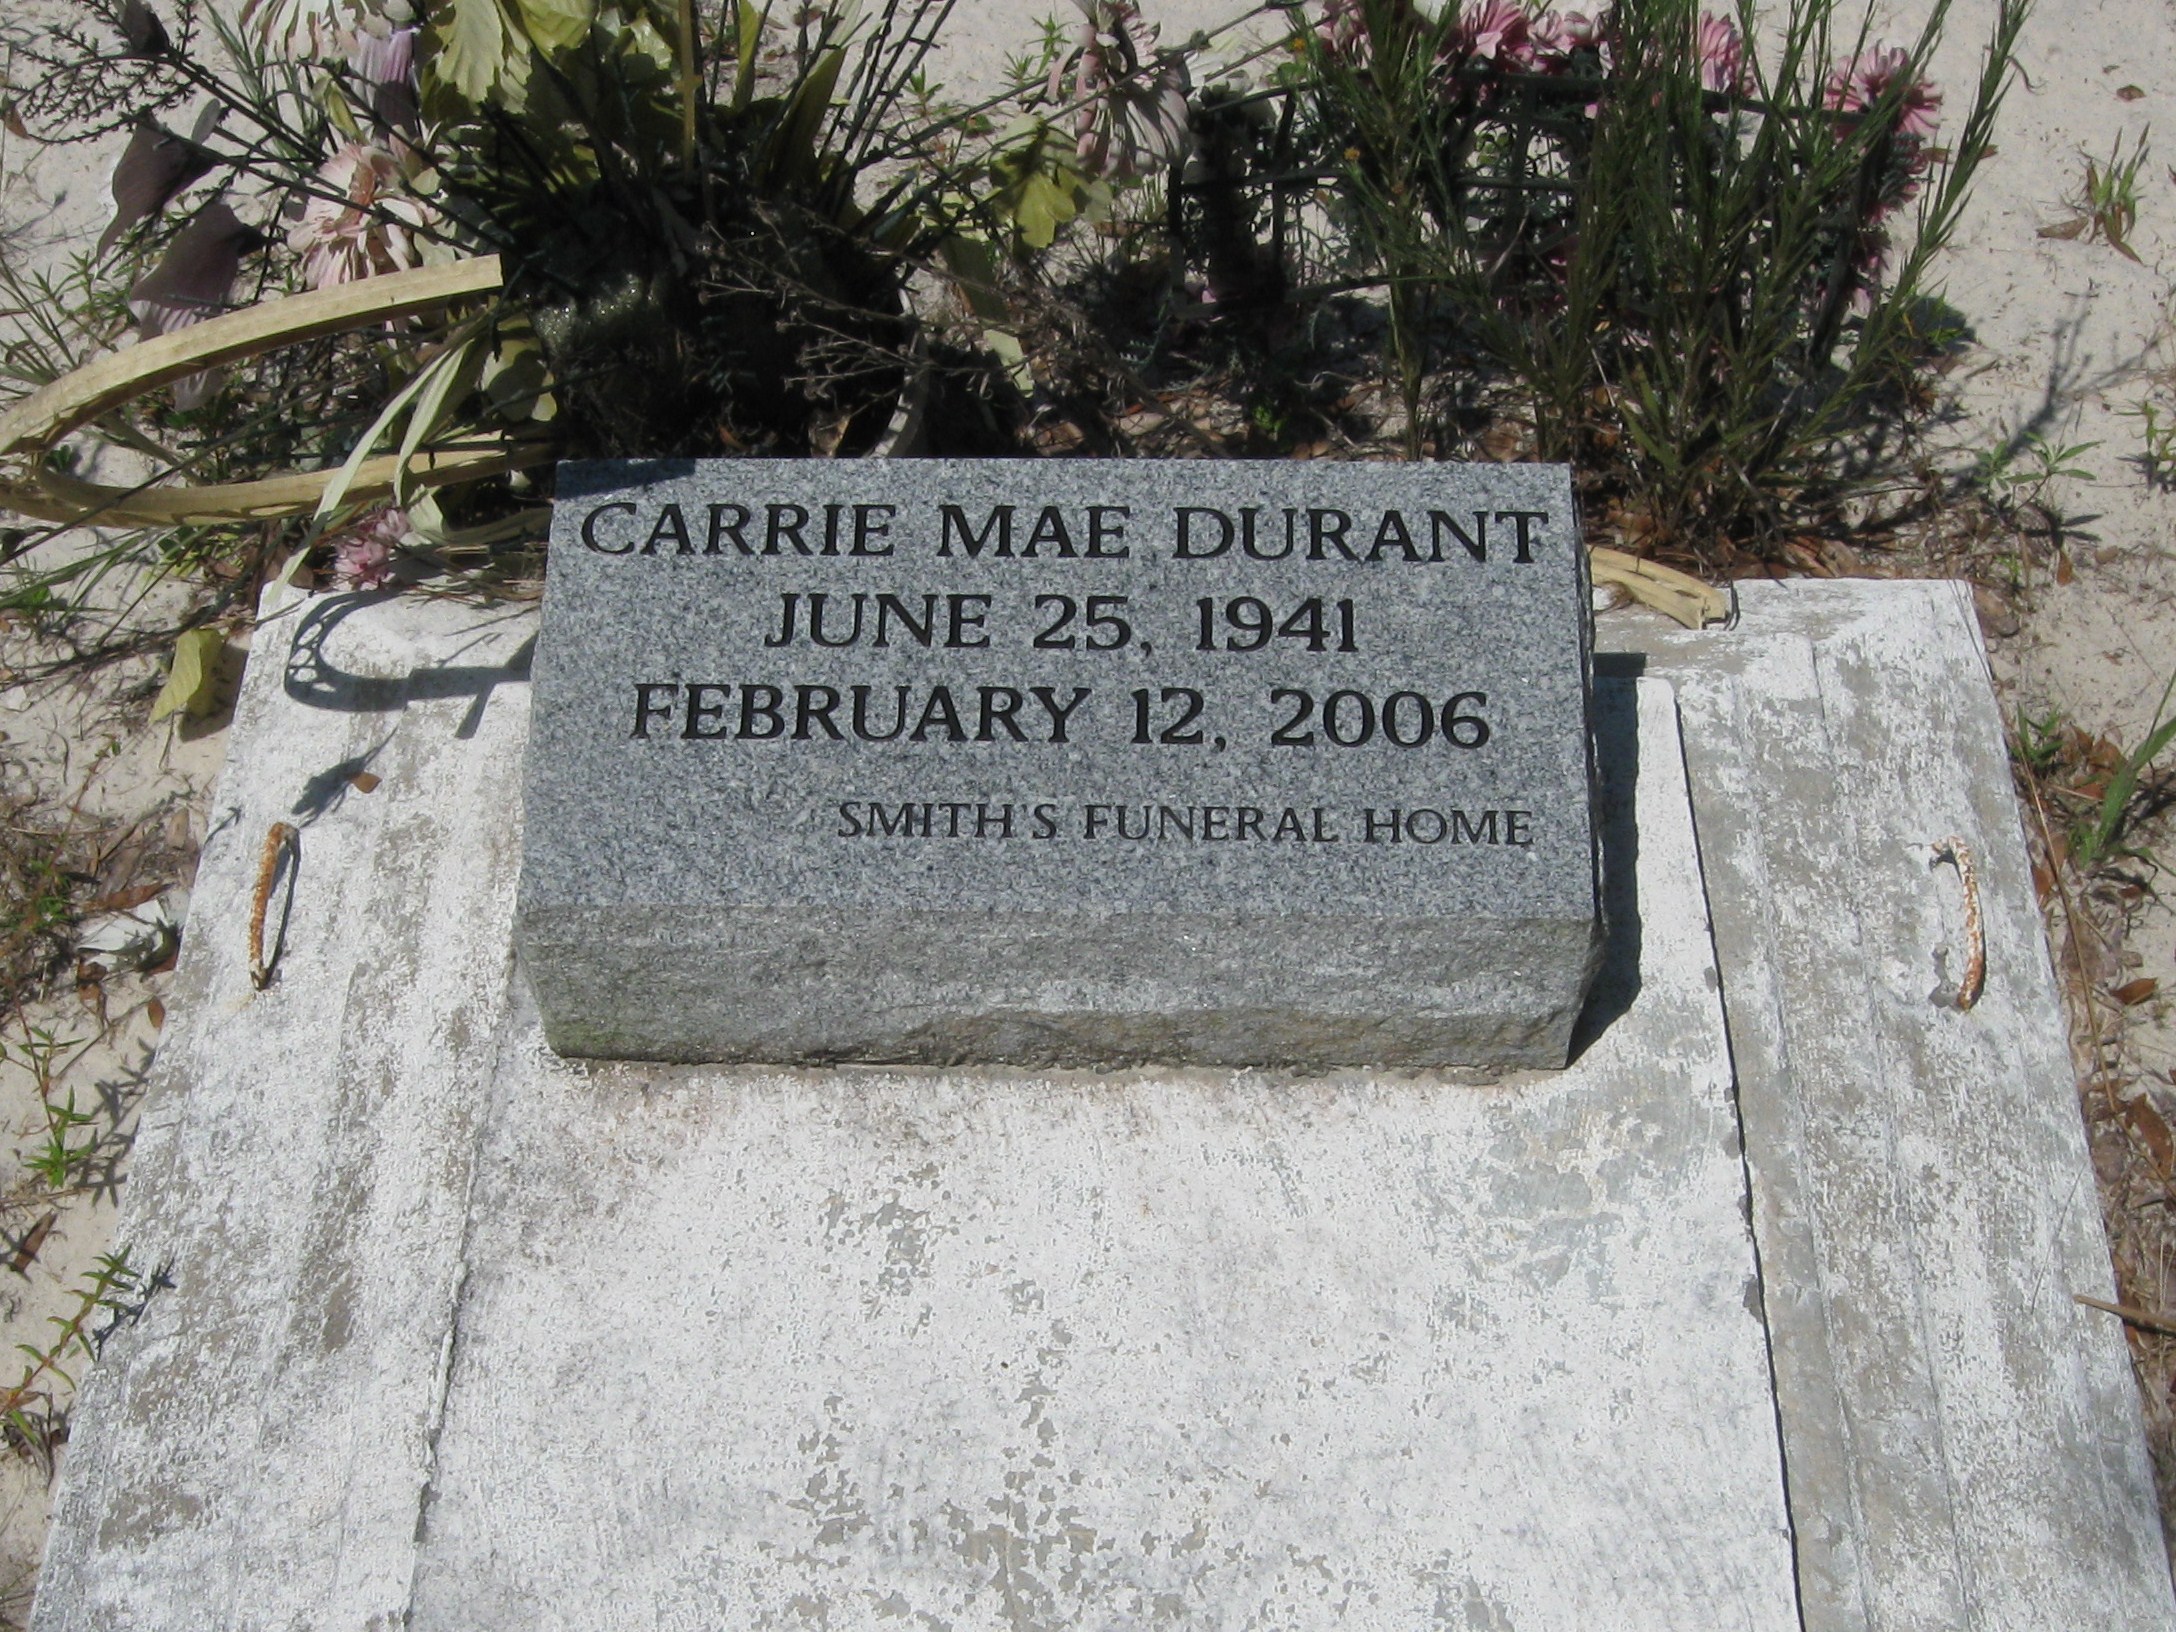 CARRIE MAE DURANT
JUNE 25, 1941
FEBRUARY 12, 2006
SMITH'S FUNERAL HOME